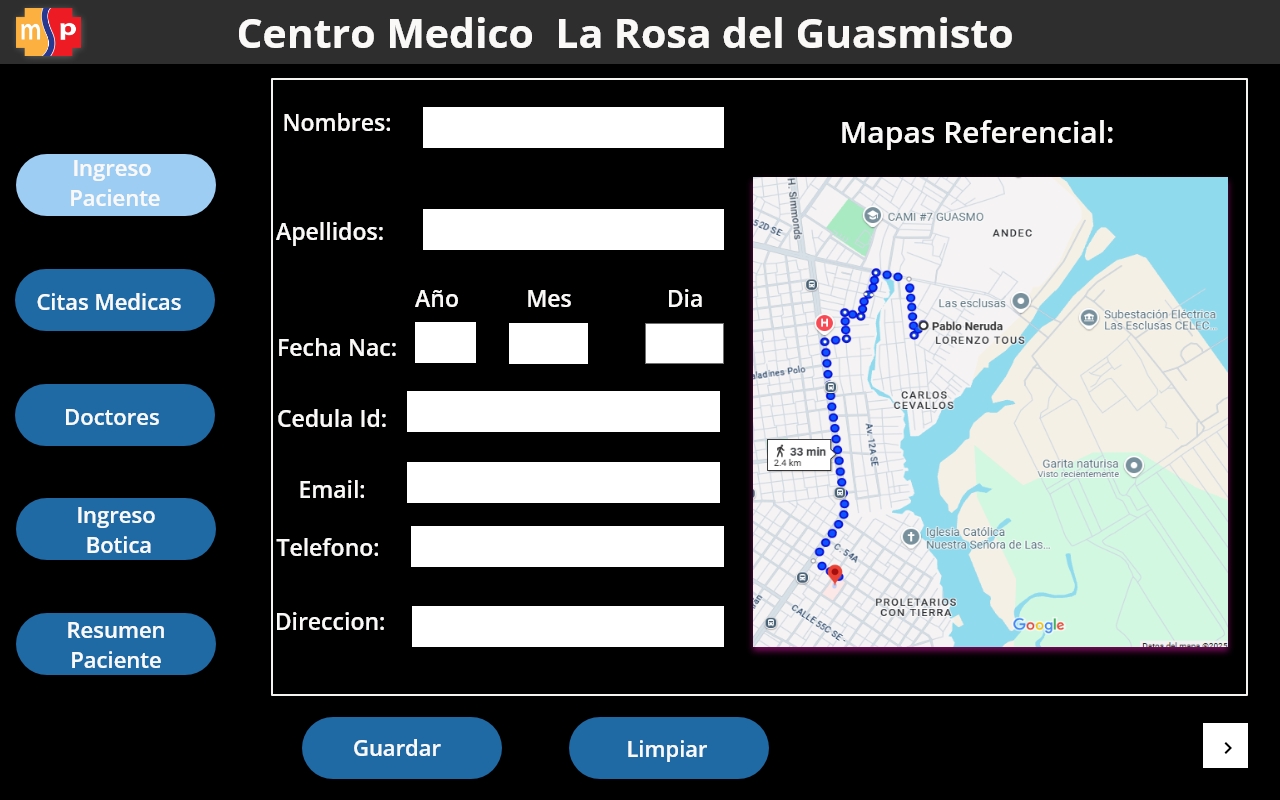 m p
Centro Medico  La Rosa del Guasmisto
Ingreso
Paciente
Citas Medicas
Doctores
Ingreso
Botica
Resumen
Paciente
Nombres:
Apellidos:
Año Mes Dia
Fecha Nac:
Cedula Id:
Email:
Telefono:
Direccion:
Mapas Referencial:
H. Simmonds
52D SE
CAMI #7 GUASMO
ANDEC
Las esclusas
H
Pablo Neruda
LORENZO TOUS
Subestación Eléctrica
Las Esclusas CELEC...
aladines Polo
CARLOS
CEVALLOS
Av. 12A SE
33 min
2.4 km
Garita naturisa
Visto recientemente
Iglesia Católica
Nuestra Señora de Las...
C. 54A
PROLETARIOS
CON TIERRA
CALLE 55C SE
Google
Datos del mapa ©2025
Guardar
Limpiar